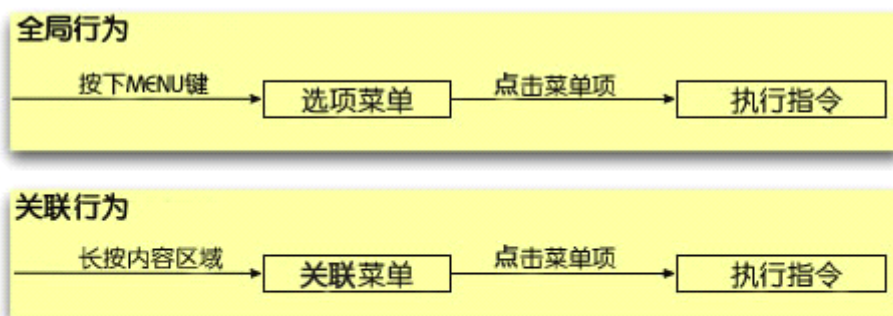 全局行为
按下MENU键
选项菜单
点击菜单项
执行指令
关联行为
长按内容区域
关联菜单
点击菜单项
执行指令